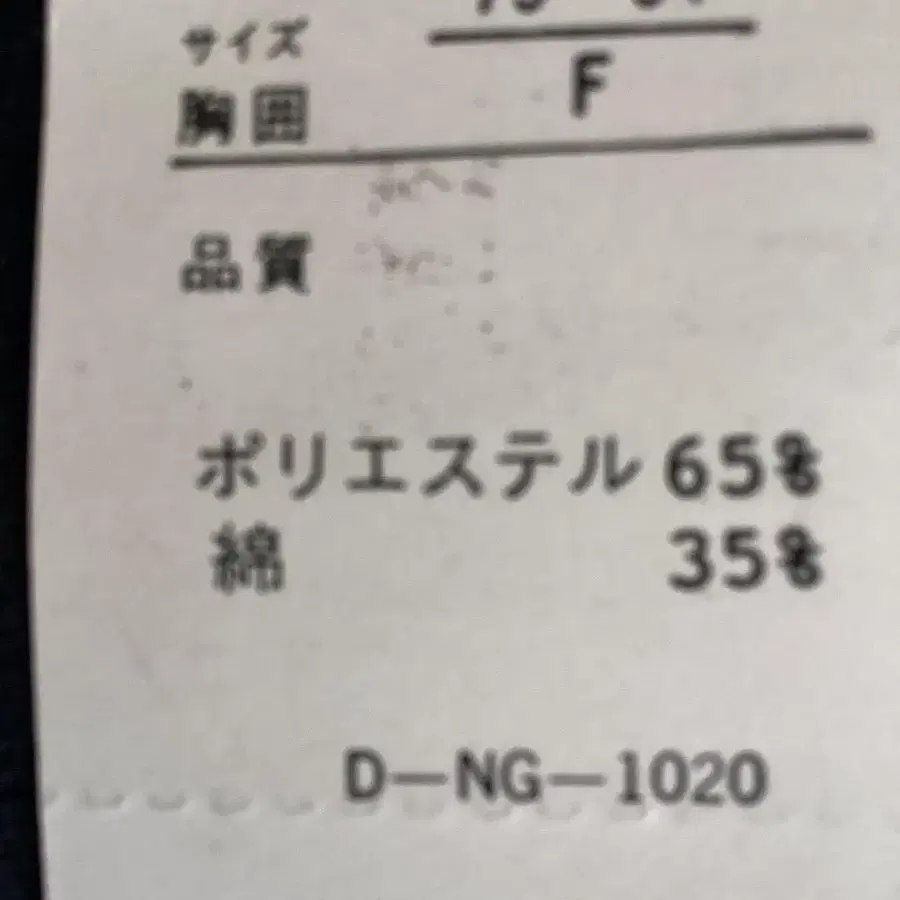 サイズ
胸囲 F
品質
ポリエステル 65%
綿 35%
D-NG-1020